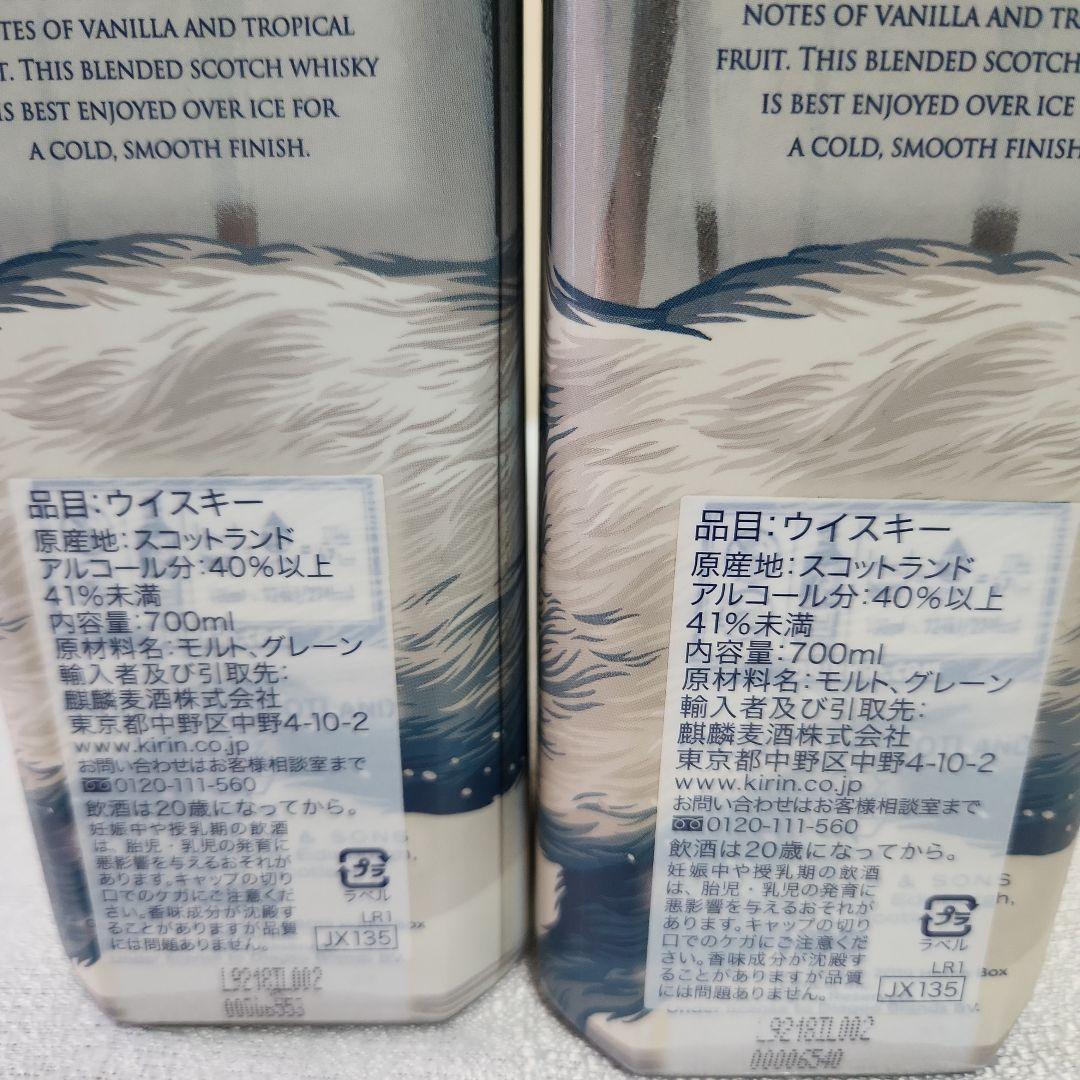 TES OF VANILLA AND TROPICAL
T. THIS BLENDED SCOTCH WHISKY
IS BEST ENJOYED OVER ICE FOR
A COLD, SMOOTH FINISH.
品目:ウイスキー
原産地:スコットランド
アルコール分:40%以上
41%未満
内容量:700ml
原材料名:モルト、グレーン
輸入者及び引取先:
麒麟麦酒株式会社
東京都中野区中野4-10-2
www.kirin.co.jp
お問い合わせはお客様相談室まで
0120-111-560
飲酒は20歳になってから。
妊娠中や授乳期の飲酒
は、胎児・乳児の発育に
悪影響を与えるおそれが
あります。キャップの切り
口でのケガにご注意くだ
さい。香味成分が沈殿す
ることがありますが品質
には問題ありません。
プラ
ラベル
LR1
JX135
L9218IL002
00006553
NOTES OF VANILLA AND TR
FRUIT. THIS BLENDED SCOTCH
IS BEST ENJOYED OVER ICE
A COLD, SMOOTH FINISH
品目:ウイスキー
原産地:スコットランド
アルコール分:40%以上
41%未満
内容量:700ml
原材料名:モルト、グレーン
輸入者及び引取先:
麒麟麦酒株式会社
東京都中野区中野4-10-2
www.kirin.co.jp
お問い合わせはお客様相談室まで
0120-111-560
飲酒は20歳になってから。
妊娠中や授乳期の飲酒
は、胎児・乳児の発育に
悪影響を与えるおそれが
あります。キャップの切り
口でのケガにご注意くだ
さい。香味成分が沈殿す
ることがありますが品質
には問題ありません。
& SONS
プラ
ラベル
LR1
JX135
Box
L9218IL002
00006540